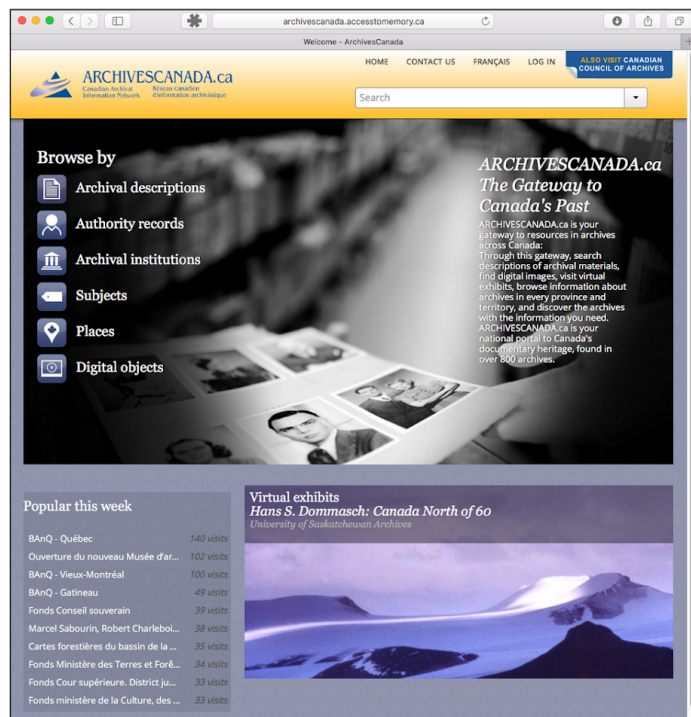 archivescanada.accesstomemory.ca
Welcome - ArchivesCanada
HOME CONTACT US FRANÇAIS LOG IN
ALSO VISIT CANADIAN
COUNCIL OF ARCHIVES
ARCHIVESCANADA.ca
Canadian Archival Réseau canadien
Information Network d'information archivistique
Search
Browse by
Archival descriptions
Authority records
Archival institutions
Subjects
Places
Digital objects
ARCHIVESCANADA.ca
The Gateway to
Canada's Past
ARCHIVESCANADA.ca is your
gateway to resources in archives
across Canada:
Through this gateway, search
descriptions of archival materials,
find digital images, visit virtual
exhibits, browse information about
archives in every province and
territory, and discover the archives
with the information you need.
ARCHIVESCANADA.ca is your
national portal to Canada's
documentary heritage, found in
over 800 archives.
Popular this week
BAnQ - Québec 140 visits
Ouverture du nouveau Musée d'ar... 102 visits
BAnQ - Vieux-Montréal 100 visits
BAnQ - Gatineau 49 visits
Fonds Conseil souverain 39 visits
Marcel Sabourin, Robert Charleboi... 38 visits
Cartes forestières du bassin de la ... 35 visits
Fonds Ministère des Terres et Forê... 34 visits
Fonds Cour supérieure. District ju... 33 visits
Fonds ministère de la Culture, des ... 33 visits
Virtual exhibits
Hans S. Dommasch: Canada North of 60
University of Saskatchewan Archives